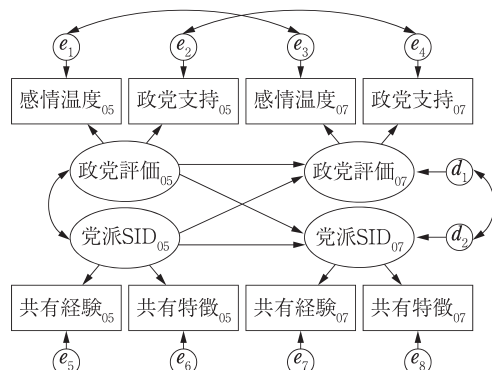 e1 e2 e3 e4
感情温度05 政党支持05 感情温度07 政党支持07
政党評価05 政党評価07 d1
党派SID05 党派SID07 d2
共有経験05 共有特徴05 共有経験07 共有特徴07
e5 e6 e7 e8